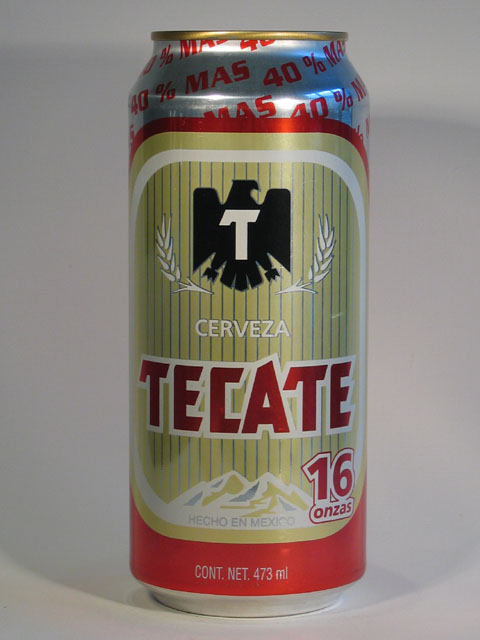 MAS 40
40 % MAS 40 % MAS
MAS 40 %
T
CERVEZA
TECATE
16
onzas
HECHO EN MEXICO
CONT. NET. 473 ml